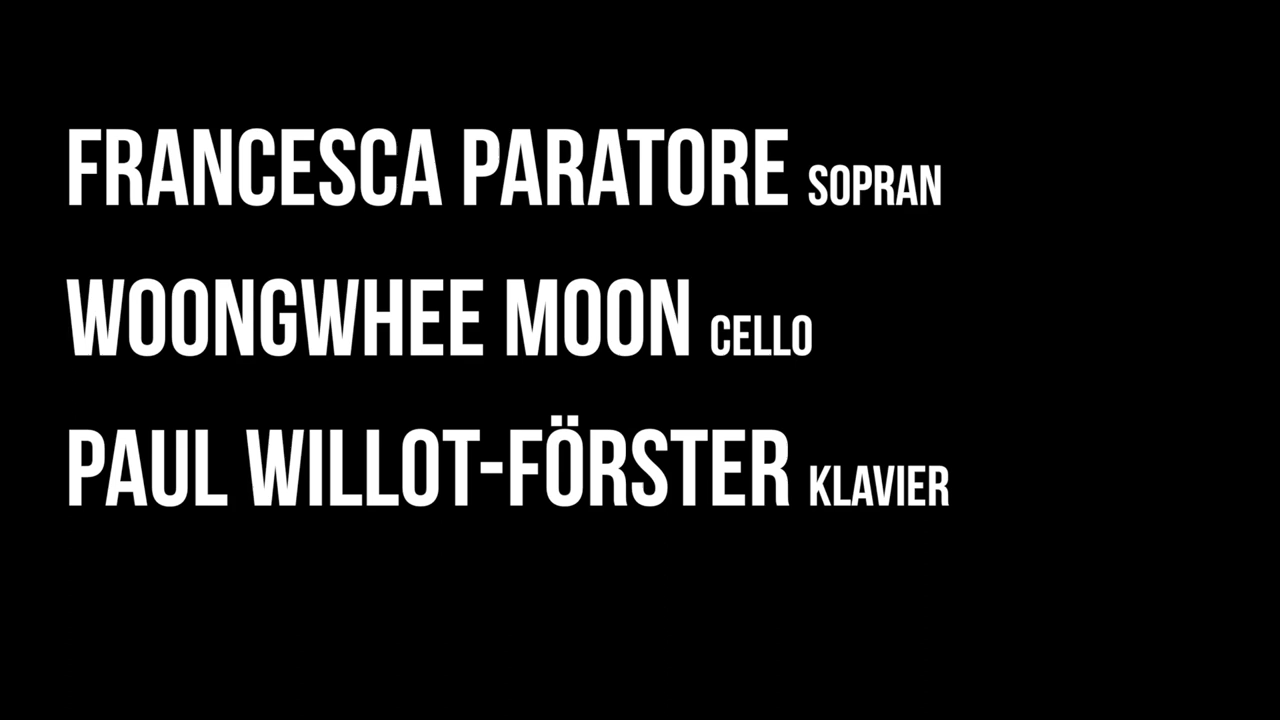 FRANCESCA PARATORE SOPRAN
WOONGWHEE MOON CELLO
PAUL WILLOT-FÖRSTER KLAVIER